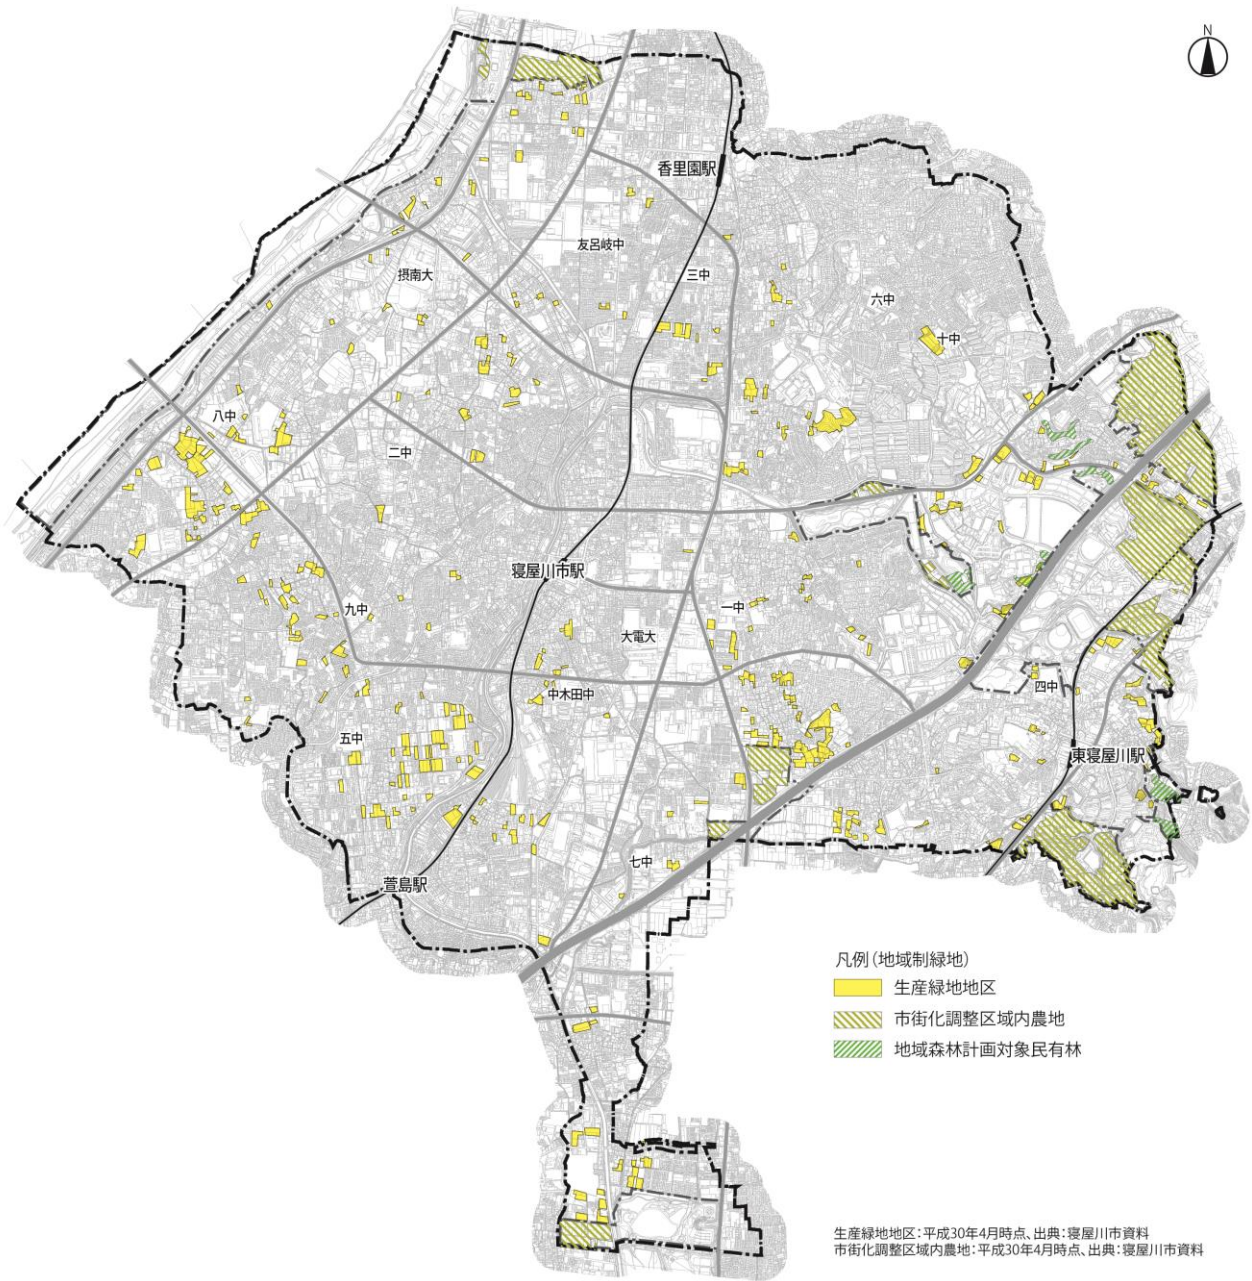 N
香里園駅
友呂岐中
三中
摂南大
六中
十中
八中
二中
寝屋川市駅
九中
一中
大電大
四中
中木田中
五中
東寝屋川駅
七中
萱島駅
凡例(地域制緑地)
生産緑地地区
市街化調整区域内農地
地域森林計画対象民有林
生産緑地地区:平成30年4月時点、出典:寝屋川市資料
市街化調整区域内農地:平成30年4月時点、出典:寝屋川市資料